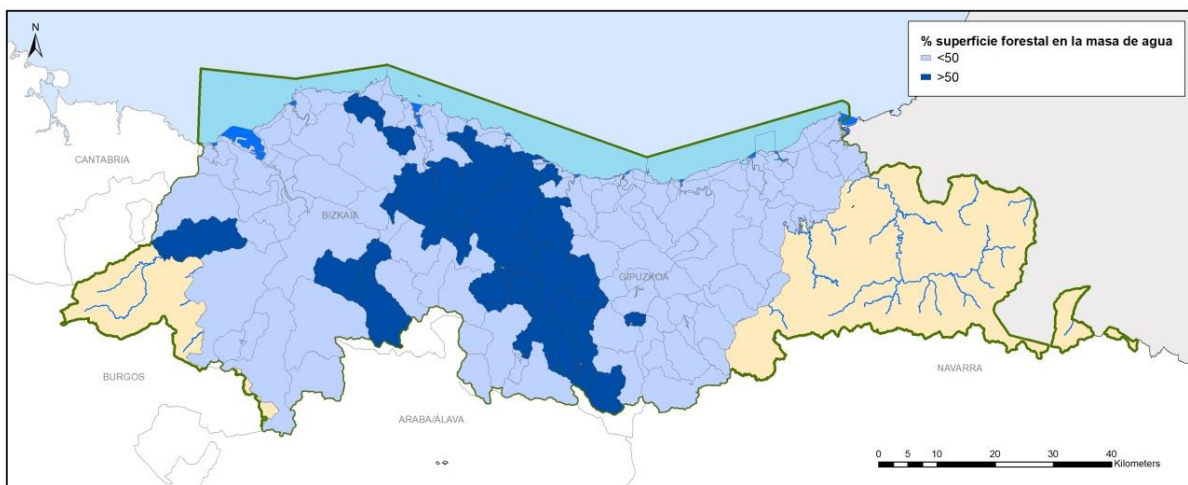 N
% superficie forestal en la masa de agua
<50
>50
CANTABRIA
BIZKAIA
GIPUZKOA
BURGOS
NAVARRA
ARABA/ÁLAVA
0 5 10 20 30 40
Kilometers